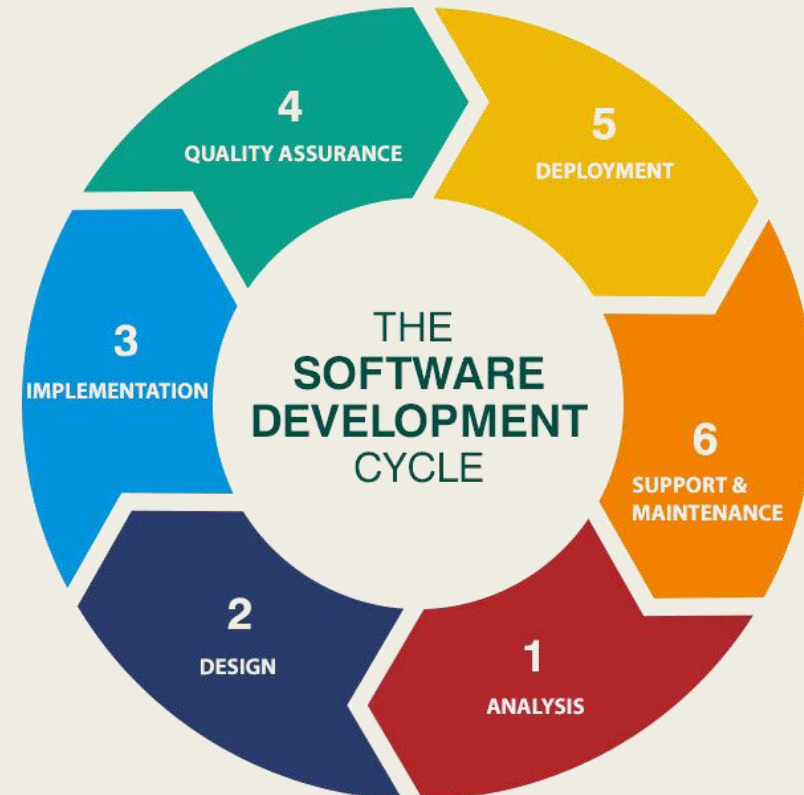 THE
SOFTWARE
DEVELOPMENT
CYCLE
1
ANALYSIS
2
DESIGN
3
IMPLEMENTATION
4
QUALITY ASSURANCE
5
DEPLOYMENT
6
SUPPORT &
MAINTENANCE